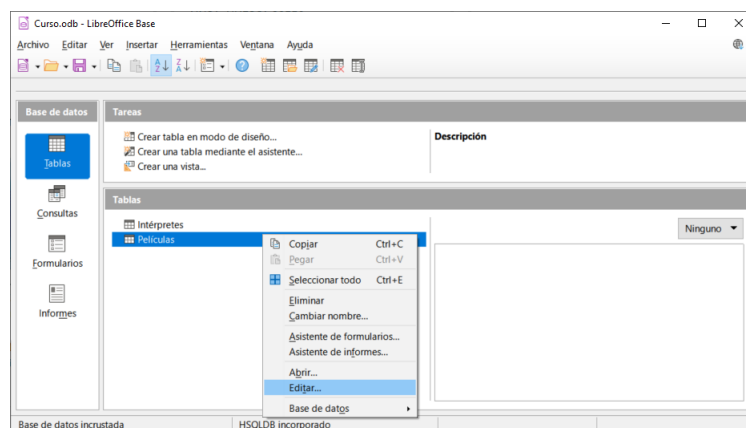 Curso.odb - LibreOffice Base
Archivo Editar Ver Insertar Herramientas Ventana Ayuda
Base de datos
Tareas
Tablas
Consultas
Formularios
Informes
Crear tabla en modo de diseño...
Crear una tabla mediante el asistente...
Crear una vista...
Descripción
Tablas
Intérpretes
Películas
Ninguno
Copiar Ctrl+C
Pegar Ctrl+V
Seleccionar todo Ctrl+E
Eliminar
Cambiar nombre...
Asistente de formularios...
Asistente de informes...
Abrir...
Editar...
Base de datos
Base de datos incrustada
HSQLDB incorporado